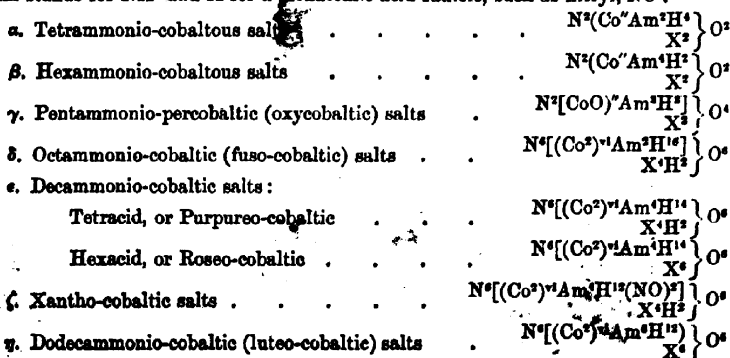 α. Tetrammonio-cobaltous salts . . . . . N²(Co″Am²H⁴ } O²
X²
β. Hexammonio-cobaltous salts . . . . . N²(Co″Am⁴H² } O²
X²
γ. Pentammonio-percobaltic (oxycobaltic) salts . N²[CoO)″Am³H³] } O⁴
X³
δ. Octammonio-cobaltic (fuso-cobaltic) salts . . N⁶[(Co²)ᵛⁱAm²H¹⁶] } O⁶
X⁴H²
ε. Decammonio-cobaltic salts:
Tetracid, or Purpureo-cobaltic . . . N⁶[(Co²)ᵛⁱAm⁴H¹⁴ } O⁶
X⁴H²
Hexacid, or Roseo-cobaltic . . . . N⁶[(Co²)ᵛⁱAm⁴H¹⁴ } O⁶
X⁶
ζ. Xantho-cobaltic salts . . . . . N⁶[(Co²)ᵛⁱAm⁴H¹²(NO)²] } O⁶
X⁴H²
η. Dodecammonio-cobaltic (luteo-cobaltic) salts . N⁶[(Co²)ᵛⁱAm⁶H¹²) } O⁶
X⁶